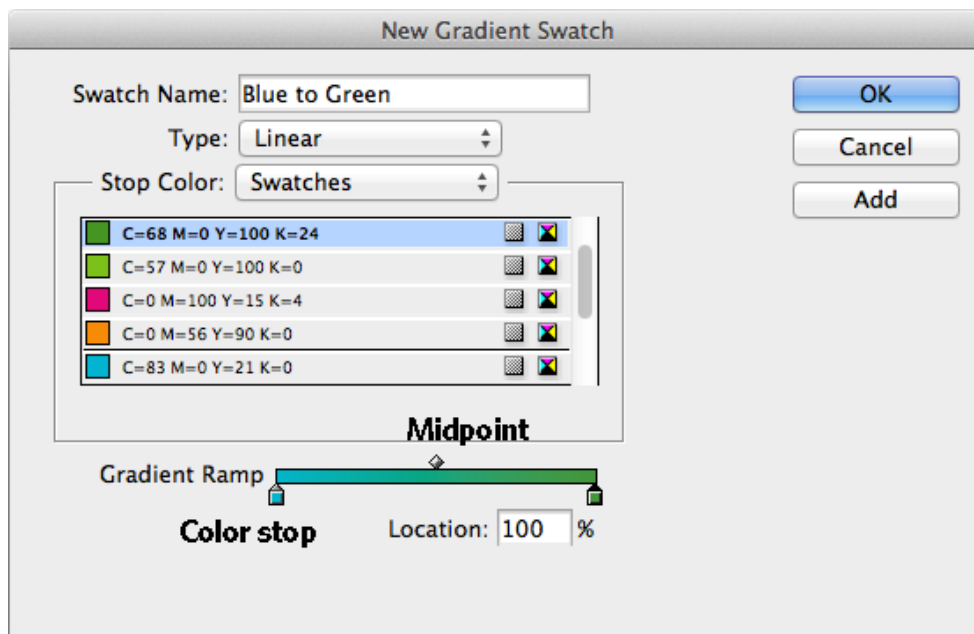 New Gradient Swatch
Swatch Name: Blue to Green
OK
Type: Linear
Cancel
Stop Color: Swatches
Add
C=68 M=0 Y=100 K=24
C=57 M=0 Y=100 K=0
C=0 M=100 Y=15 K=4
C=0 M=56 Y=90 K=0
C=83 M=0 Y=21 K=0
Midpoint
Gradient Ramp
Color stop
Location: 100 %